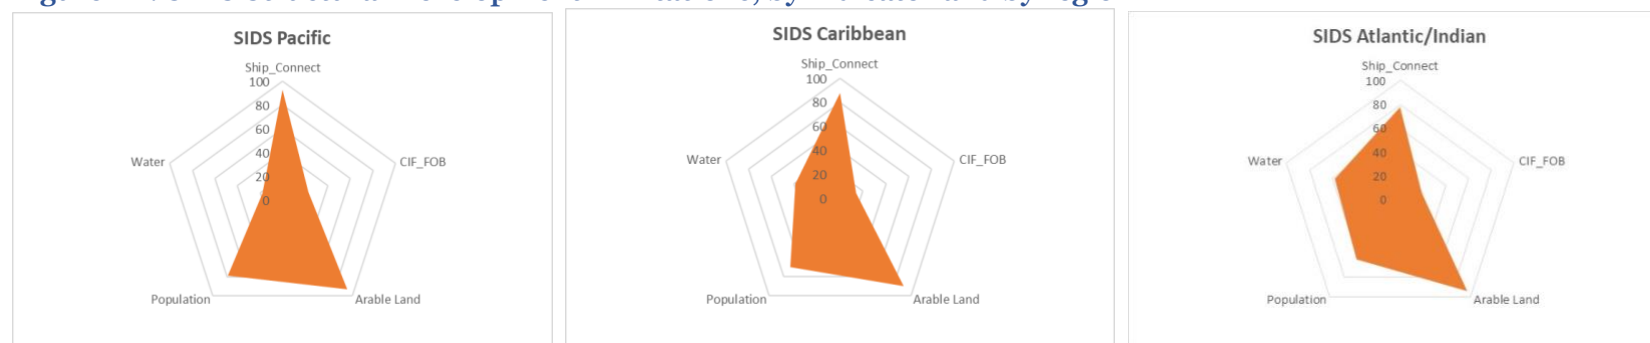 SIDS Pacific
Ship_Connect
100
80
60
40
20
0
CIF_FOB
Arable Land
Population
Water
SIDS Caribbean
Ship_Connect
100
80
60
40
20
0
CIF_FOB
Arable Land
Population
Water
SIDS Atlantic/Indian
Ship_Connect
100
80
60
40
20
0
CIF_FOB
Arable Land
Population
Water